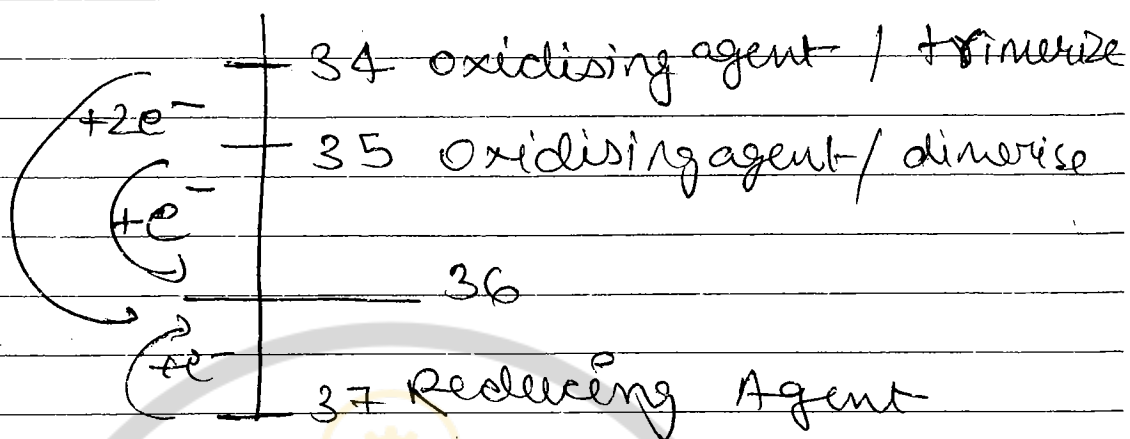 34 oxidising agent / trimerize
+2e⁻
35 Oxidising agent / dimerise
+e⁻
36
+e⁻
37 Reducing Agent